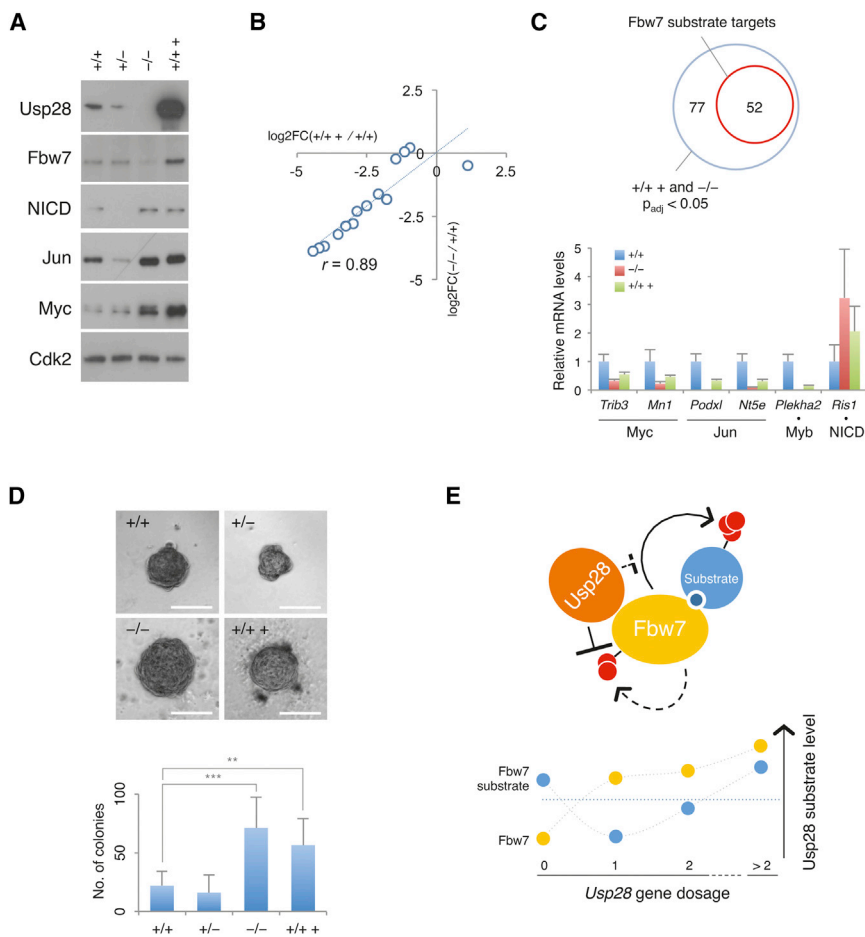 A
+/+
+/−
−/−
+/+ +
Usp28
Fbw7
NICD
Jun
Myc
Cdk2
B
2.5
log2FC(+/+ + ⁄ +/+)
−5
−2.5
0
0
2.5
−2.5
−5
r = 0.89
log2FC(−/− ⁄ +/+)
C
Fbw7 substrate targets
77
52
+/+ + and −/−
padj < 0.05
Relative mRNA levels
5
4
3
2
1
0
+/+
−/−
+/+ +
Trib3 Mn1 Podxl Nt5e Plekha2 Ris1
Myc Jun Myb NICD
D
+/+
+/−
−/−
+/+ +
** 
***
No. of colonies
100
50
0
+/+ +/− −/− +/+ +
E
Usp28
Substrate
Fbw7
Fbw7
substrate
Fbw7
Usp28 substrate level
0 1 2 > 2
Usp28 gene dosage